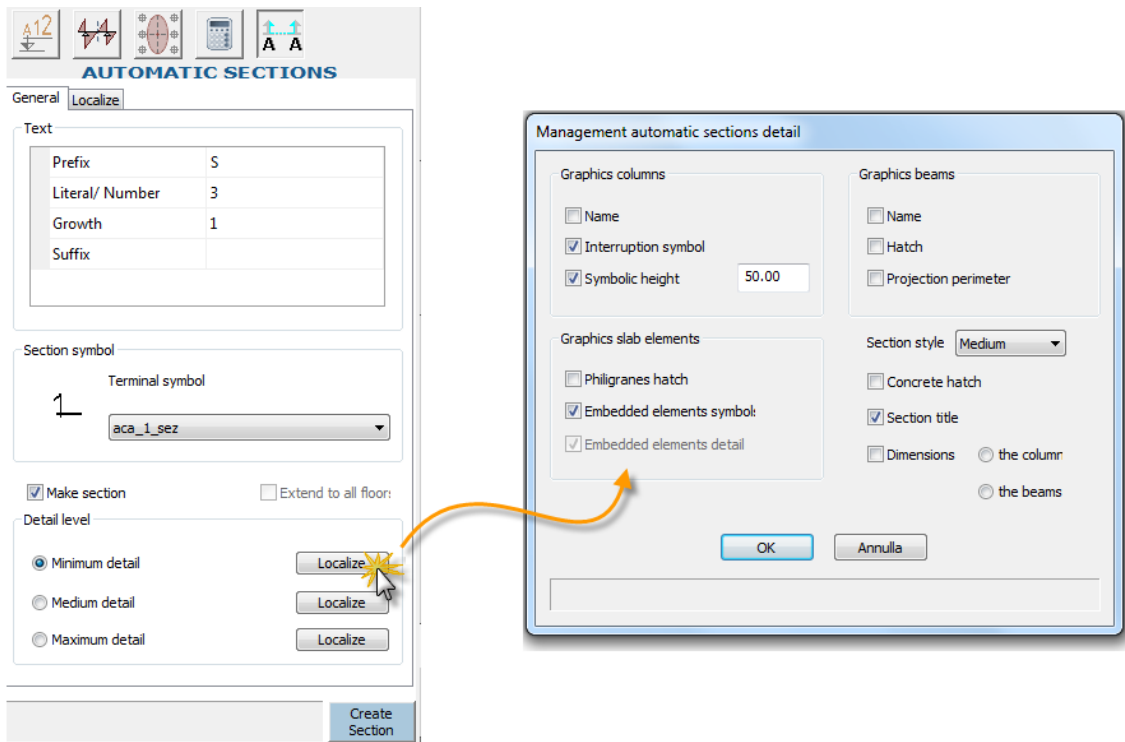 A12
A A
AUTOMATIC SECTIONS
General Localize
Text
Prefix S
Literal/ Number 3
Growth 1
Suffix
Section symbol
Terminal symbol
1
aca_1_sez
Make section Extend to all floor:
Detail level
Minimum detail Localize
Medium detail Localize
Maximum detail Localize
Create
Section
Management automatic sections detail
Graphics columns
Name
Interruption symbol
Symbolic height 50.00
Graphics beams
Name
Hatch
Projection perimeter
Graphics slab elements
Philigranes hatch
Embedded elements symbol:
Embedded elements detail
Section style Medium
Concrete hatch
Section title
Dimensions the columr
the beams
OK Annulla